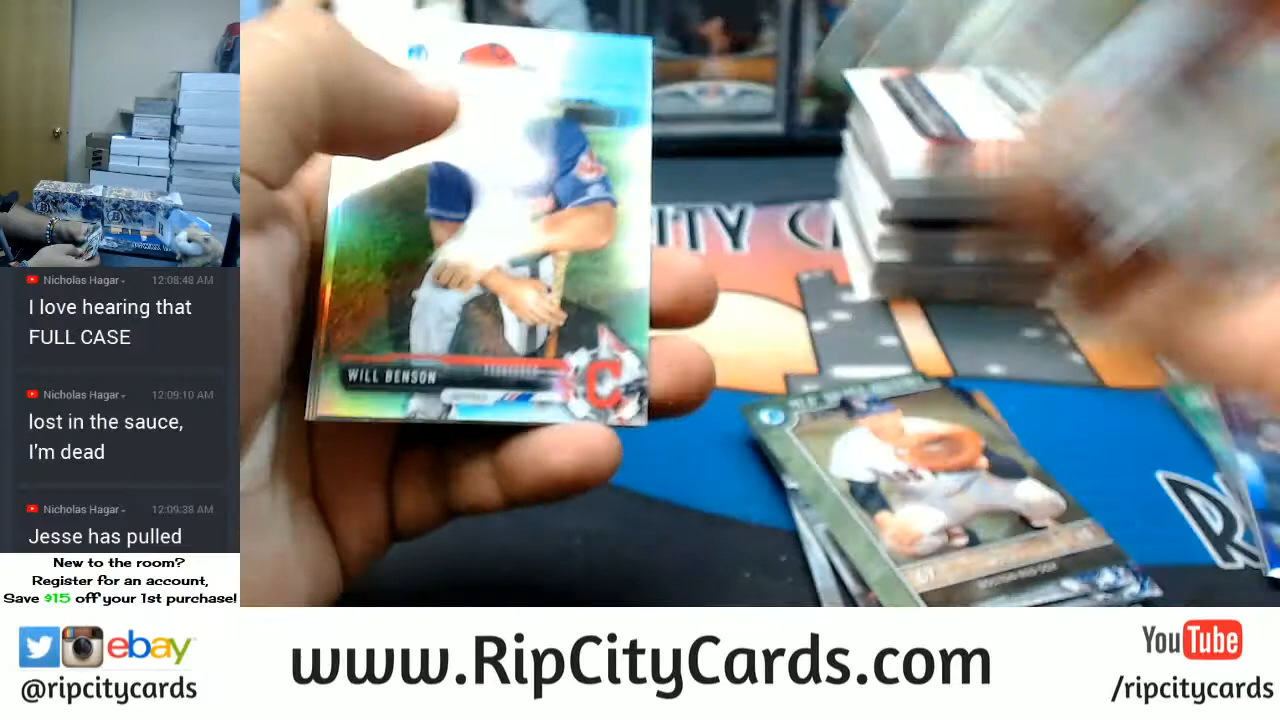 Nicholas Hagar 12:08:48 AM
I love hearing that
FULL CASE
Nicholas Hagar 12:09:10 AM
lost in the sauce,
I'm dead
Nicholas Hagar 12:09:38 AM
Jesse has pulled
New to the room?
Register for an account,
Save $15 off your 1st purchase!
WILL BENSON
C
ITY C
R
ebay
@ripcitycards
www.RipCityCards.com
YouTube
/ripcitycards